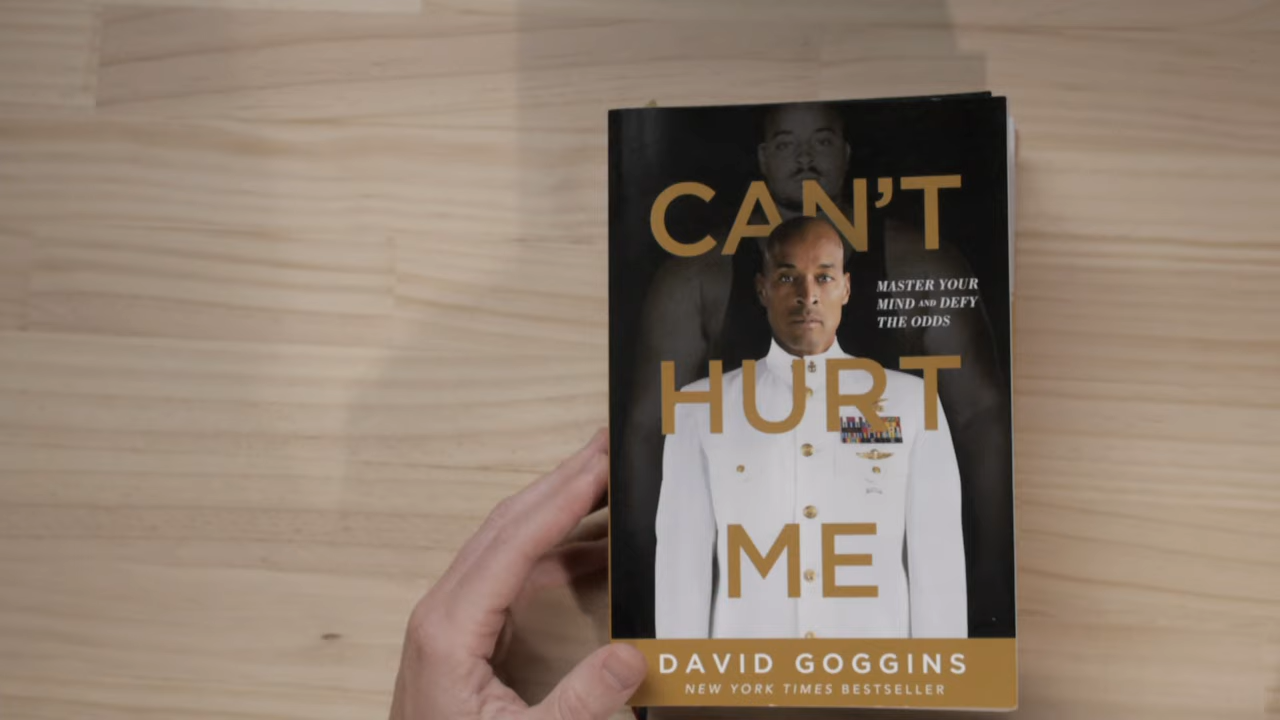 CAN'T
MASTER YOUR
MIND AND DEFY
THE ODDS
HURT
ME
DAVID GOGGINS
NEW YORK TIMES BESTSELLER